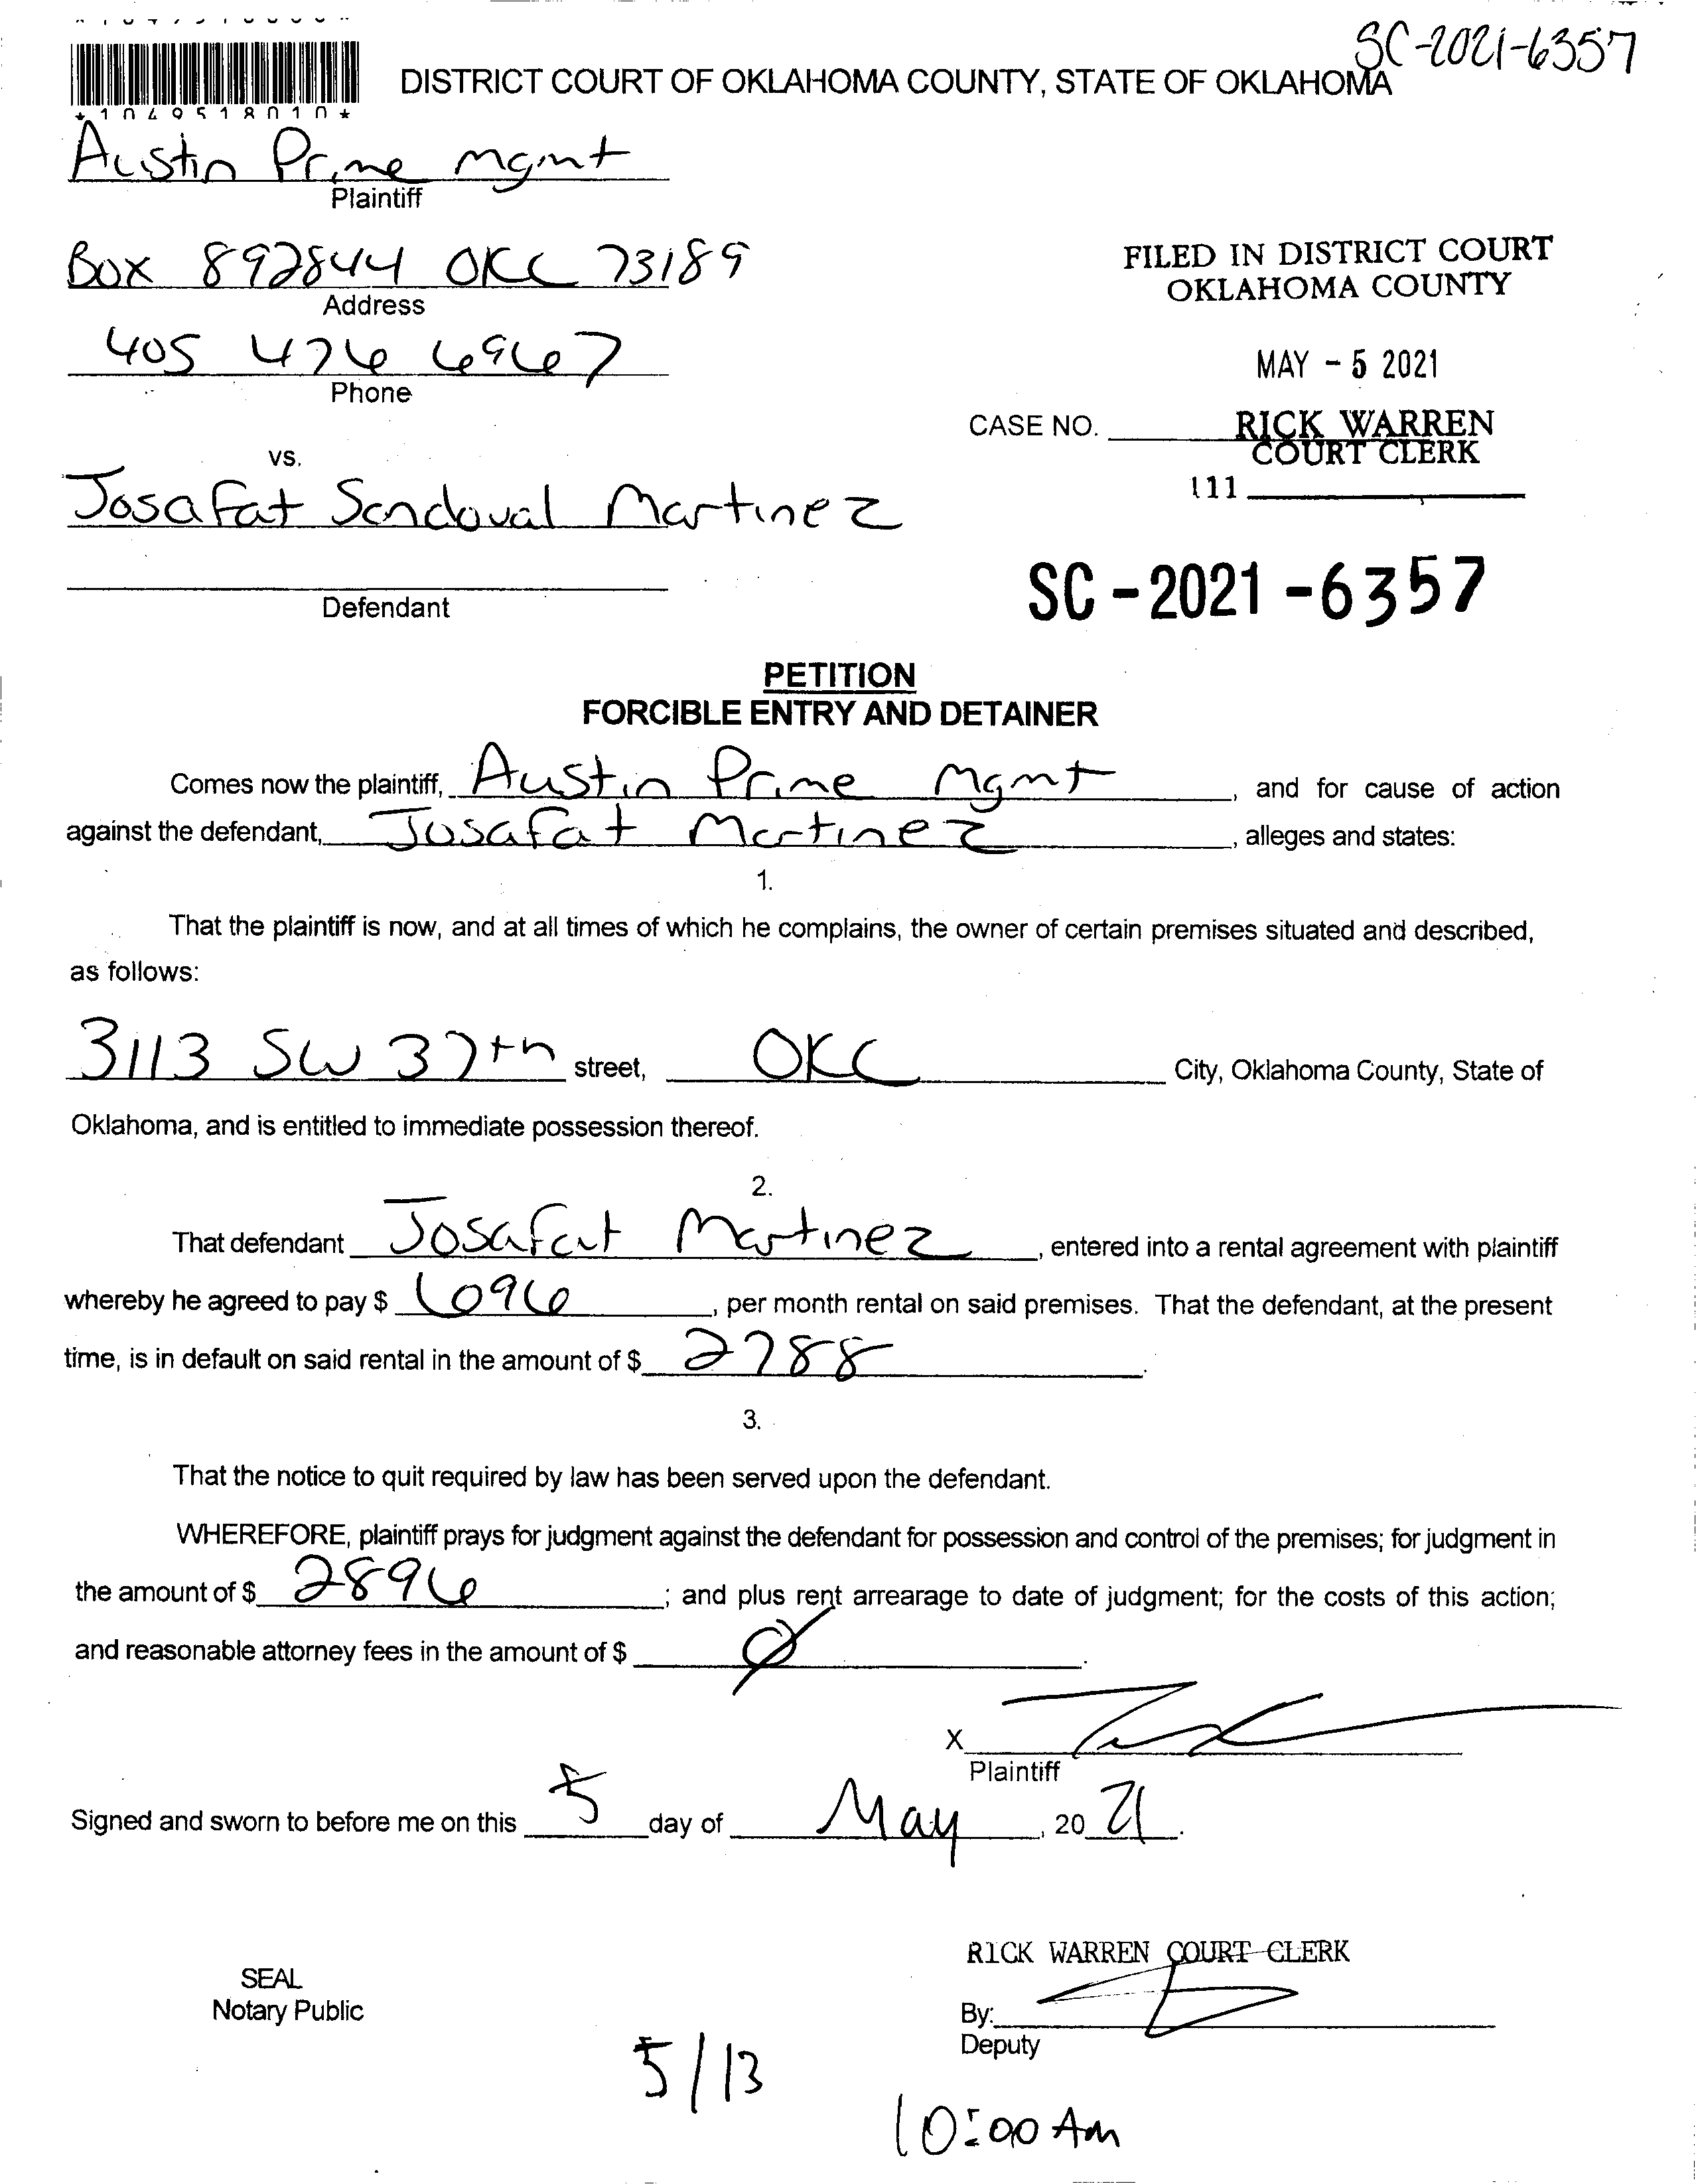 SC-2021-6357
DISTRICT COURT OF OKLAHOMA COUNTY, STATE OF OKLAHOMA
*1049518010*
Austin Prime mgmt
Plaintiff
Box 892844 OKC 73189
Address
FILED IN DISTRICT COURT
OKLAHOMA COUNTY
405 476 6967
Phone
MAY - 5 2021
CASE NO.
RICK WARREN
COURT CLERK
vs.
111
Josafat Sandoval Martinez
Defendant
SC - 2021 - 6357
PETITION
FORCIBLE ENTRY AND DETAINER
Comes now the plaintiff, Austin Prime Mgmt, and for cause of action
against the defendant, Josafat Martinez, alleges and states:
1.
That the plaintiff is now, and at all times of which he complains, the owner of certain premises situated and described,
as follows:
3113 SW 37th street, OKC City, Oklahoma County, State of
Oklahoma, and is entitled to immediate possession thereof.
2.
That defendant Josafat Martinez, entered into a rental agreement with plaintiff
whereby he agreed to pay $ 696, per month rental on said premises. That the defendant, at the present
time, is in default on said rental in the amount of $ 2788.
3.
That the notice to quit required by law has been served upon the defendant.
WHEREFORE, plaintiff prays for judgment against the defendant for possession and control of the premises; for judgment in
the amount of $ 2896; and plus rent arrearage to date of judgment; for the costs of this action;
and reasonable attorney fees in the amount of $ Ø.
X
Plaintiff
Signed and sworn to before me on this 5 day of May, 20 21.
RICK WARREN COURT CLERK
SEAL
Notary Public
By:
Deputy
5/13
10:00 Am